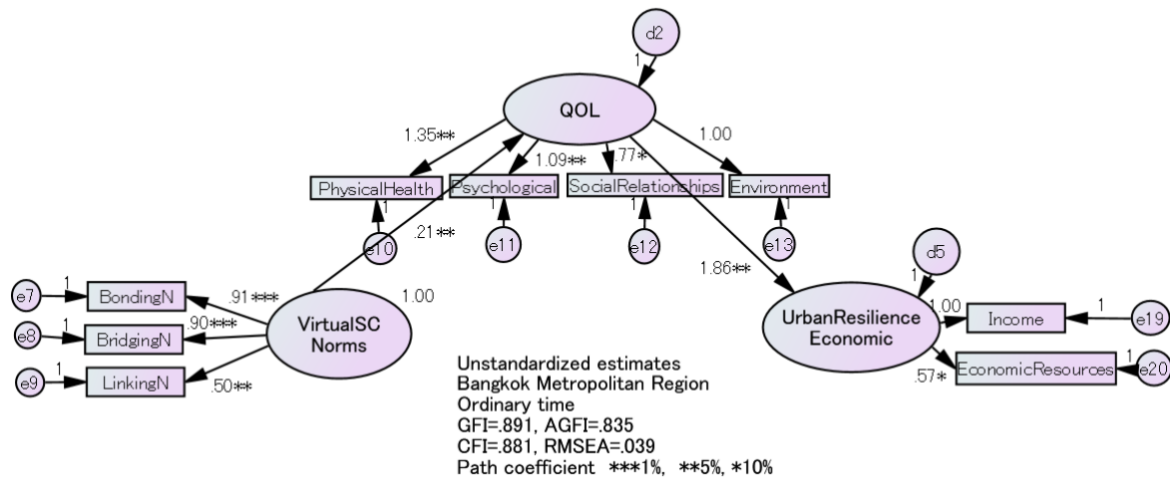 d2
1
QOL
1.35**
1.09**
.77*
1.00
PhysicalHealth
Psychological
SocialRelationships
Environment
1
1
1
1
e10
e11
e12
e13
.21**
1.86**
d5
1
e7
1
BondingN
.91***
1.00
e8
1
BridgingN
.90***
VirtualSC
Norms
e9
1
LinkingN
.50**
UrbanResilience
Economic
1.00
Income
1
e19
.57*
EconomicResources
1
e20
Unstandardized estimates
Bangkok Metropolitan Region
Ordinary time
GFI=.891, AGFI=.835
CFI=.881, RMSEA=.039
Path coefficient ***1%, **5%, *10%